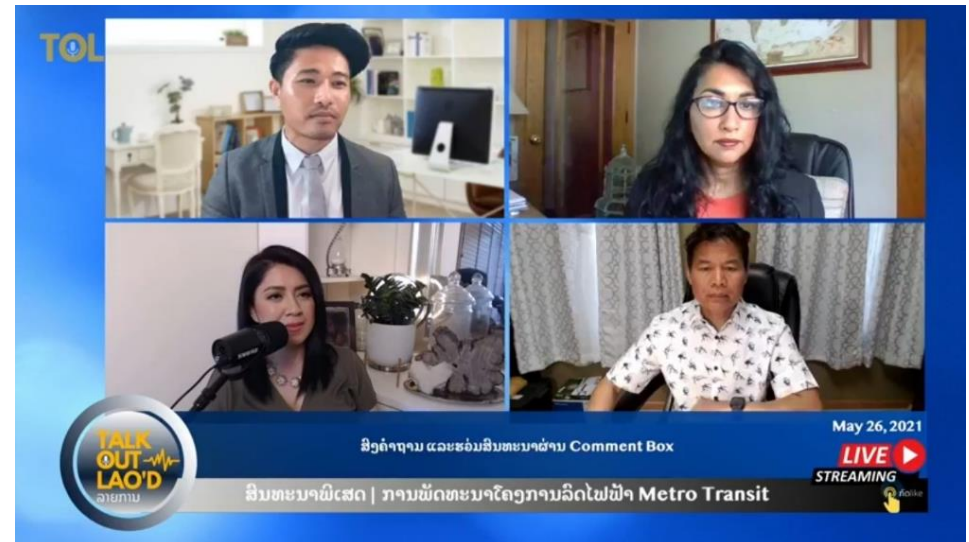 TOL
May 26, 2021
ສົ່ງຄໍາຖາມ ແລະຮວ່ມສົນທະນາຜ່ານ Comment Box
LIVE
STREAMING
TALK
OUT
LAO'D
ລາຍການ
ສົນທະນາພິເສດ | ການພັດທະນາໂຄງການລົດໄຟຟ້າ Metro Transit
SHURE